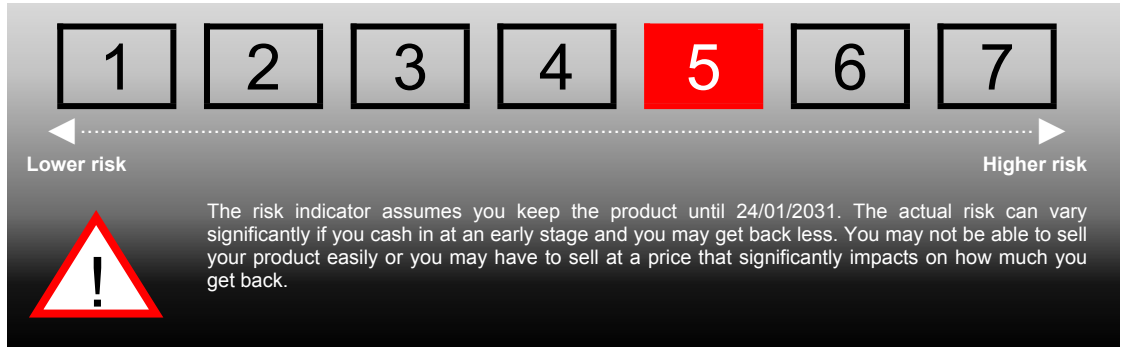 1 2 3 4 5 6 7
Lower risk Higher risk
The risk indicator assumes you keep the product until 24/01/2031. The actual risk can vary
significantly if you cash in at an early stage and you may get back less. You may not be able to sell
your product easily or you may have to sell at a price that significantly impacts on how much you
get back.
!